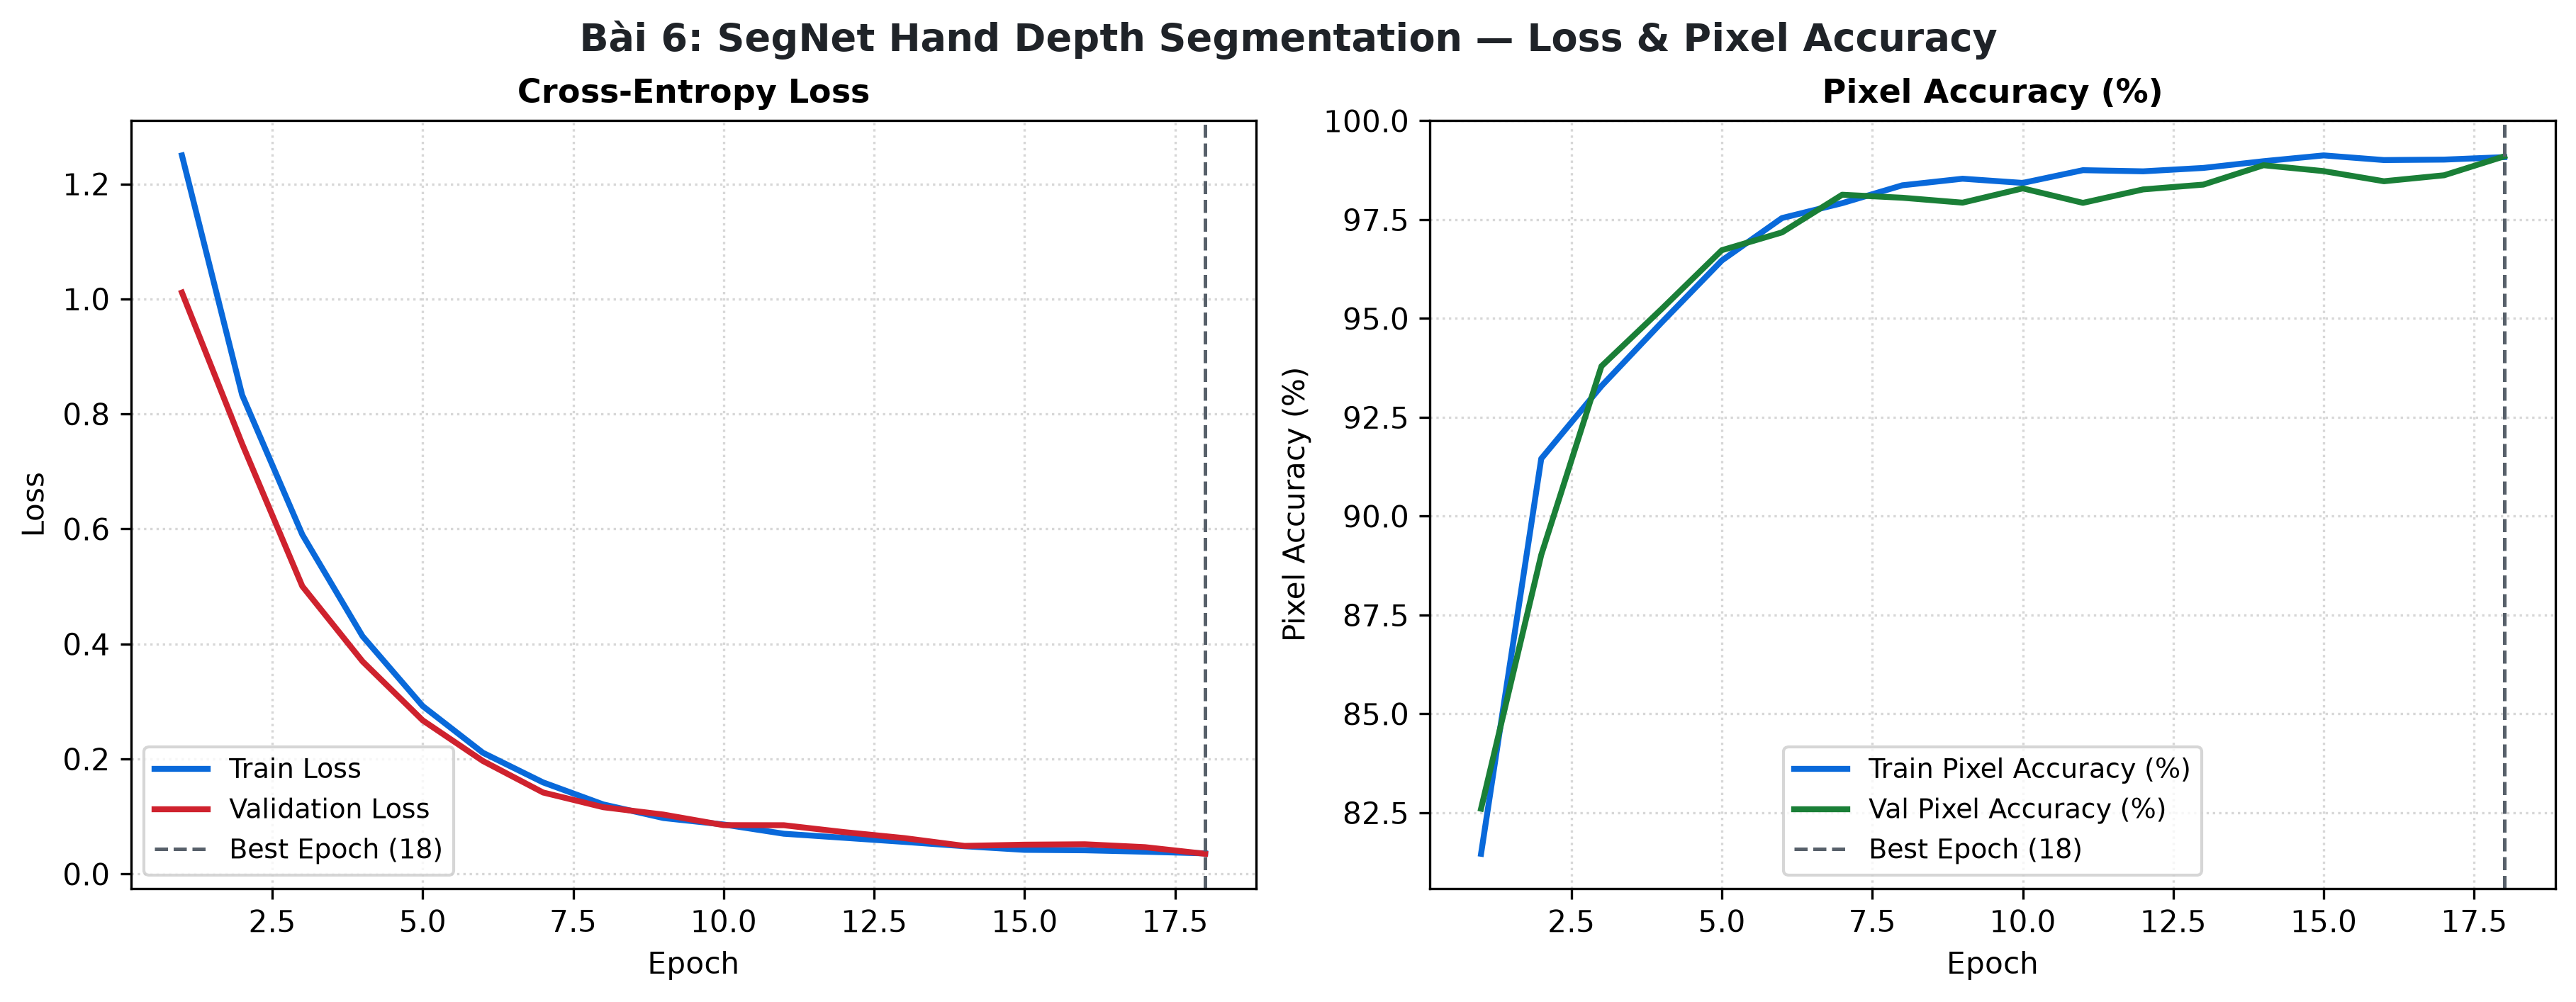 Bài 6: SegNet Hand Depth Segmentation — Loss & Pixel Accuracy
Cross-Entropy Loss
Loss
1.2
1.0
0.8
0.6
0.4
0.2
0.0
Train Loss
Validation Loss
Best Epoch (18)
2.5 5.0 7.5 10.0 12.5 15.0 17.5
Epoch
Pixel Accuracy (%)
Pixel Accuracy (%)
100.0
97.5
95.0
92.5
90.0
87.5
85.0
82.5
Train Pixel Accuracy (%)
Val Pixel Accuracy (%)
Best Epoch (18)
2.5 5.0 7.5 10.0 12.5 15.0 17.5
Epoch